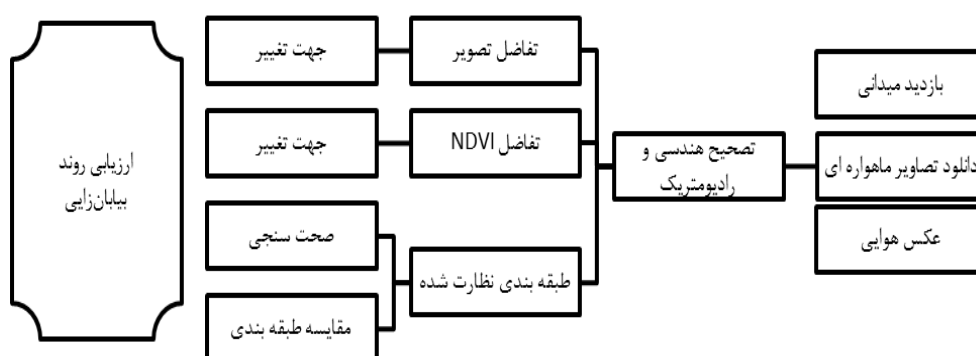 بازدید میدانی
دانلود تصاویر ماهواره ای
عکس هوایی
تصحیح هندسی و
رادیومتریک
تفاضل تصویر
جهت تغییر
تفاضل NDVI
جهت تغییر
طبقه بندی نظارت شده
صحت سنجی
مقایسه طبقه بندی
ارزیابی روند
بیابان‌زایی